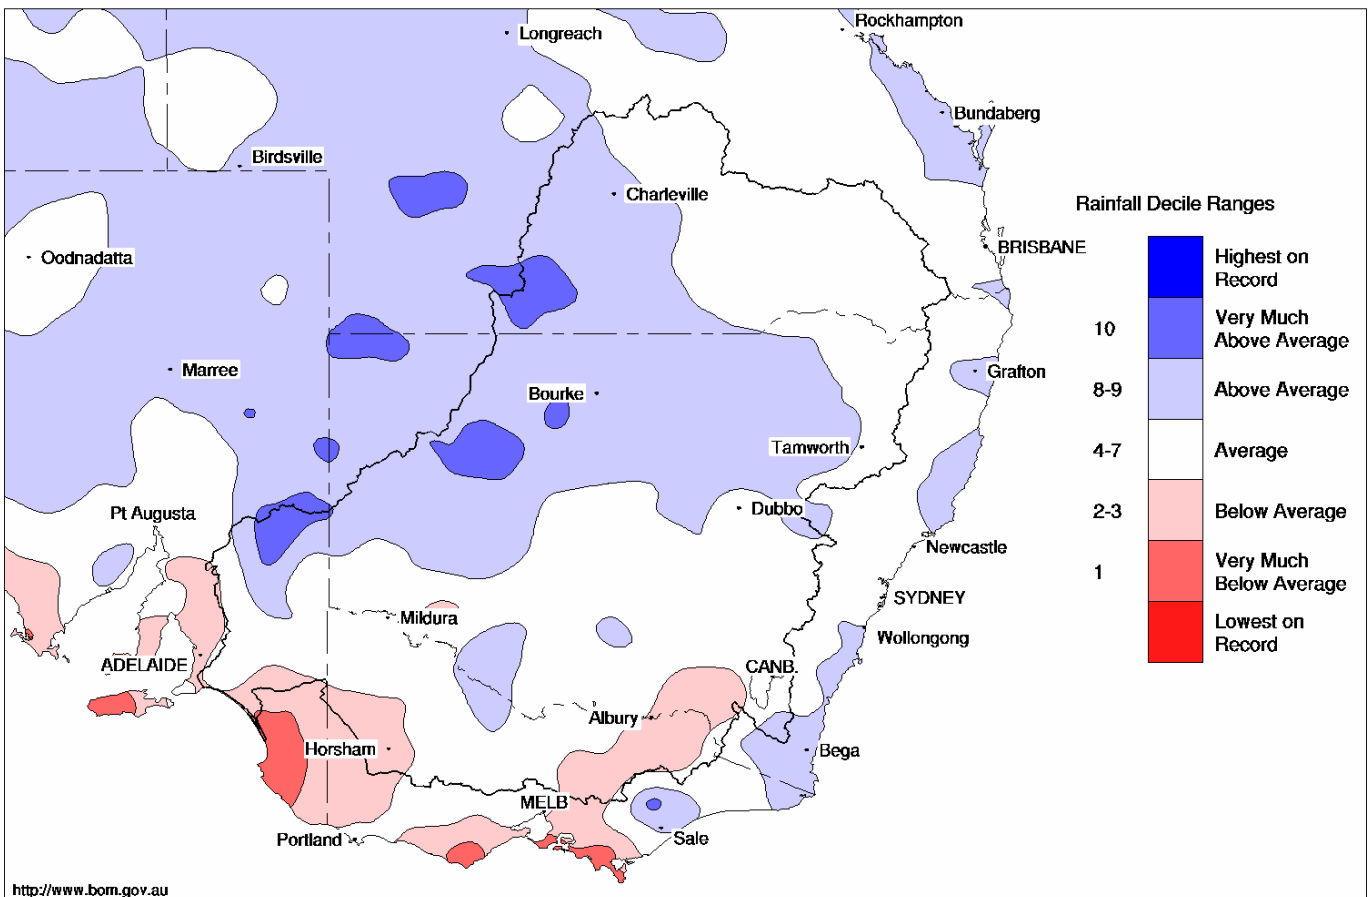 Rockhampton
Longreach
Bundaberg
Birdsville
Charleville
Rainfall Decile Ranges
Oodnadatta
BRISBANE
Highest on
Record
10
Very Much
Above Average
Marree
Grafton
Bourke
8-9
Above Average
Tamworth
4-7
Average
Pt Augusta
Dubbo
2-3
Below Average
Newcastle
1
Very Much
Below Average
SYDNEY
Mildura
Wollongong
Lowest on
Record
ADELAIDE
CANB.
Albury
Horsham
Bega
MELB
Portland
Sale
http://www.bom.gov.au